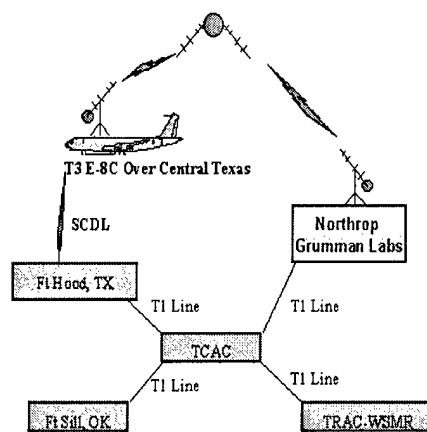 T3 E-8C Over Central Texas
SCDL
Northrop
Grumman Labs
Ft Hood, TX
T1 Line
T1 Line
TCAC
T1 Line
T1 Line
Ft Sill, OK
TRAC-WSMR